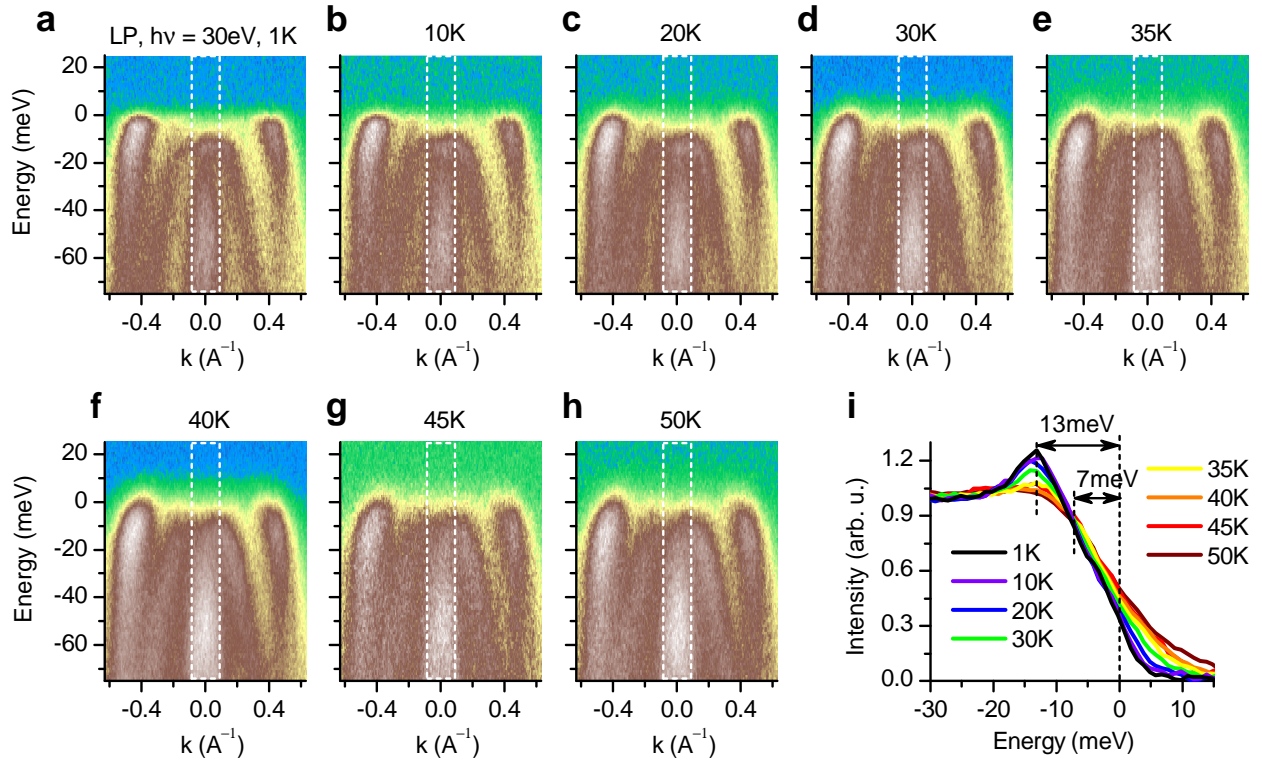 a
LP, hν = 30eV, 1K
b
10K
c
20K
d
30K
e
35K
Energy (meV)
20
0
-20
-40
-60
-0.4 0.0 0.4
k (A⁻¹)
-0.4 0.0 0.4
k (A⁻¹)
-0.4 0.0 0.4
k (A⁻¹)
-0.4 0.0 0.4
k (A⁻¹)
-0.4 0.0 0.4
k (A⁻¹)
f
40K
g
45K
h
50K
Energy (meV)
20
0
-20
-40
-60
-0.4 0.0 0.4
k (A⁻¹)
-0.4 0.0 0.4
k (A⁻¹)
-0.4 0.0 0.4
k (A⁻¹)
i
13meV
7meV
Intensity (arb. u.)
1.2
0.9
0.6
0.3
0.0
1K
10K
20K
30K
35K
40K
45K
50K
-30 -20 -10 0 10
Energy (meV)